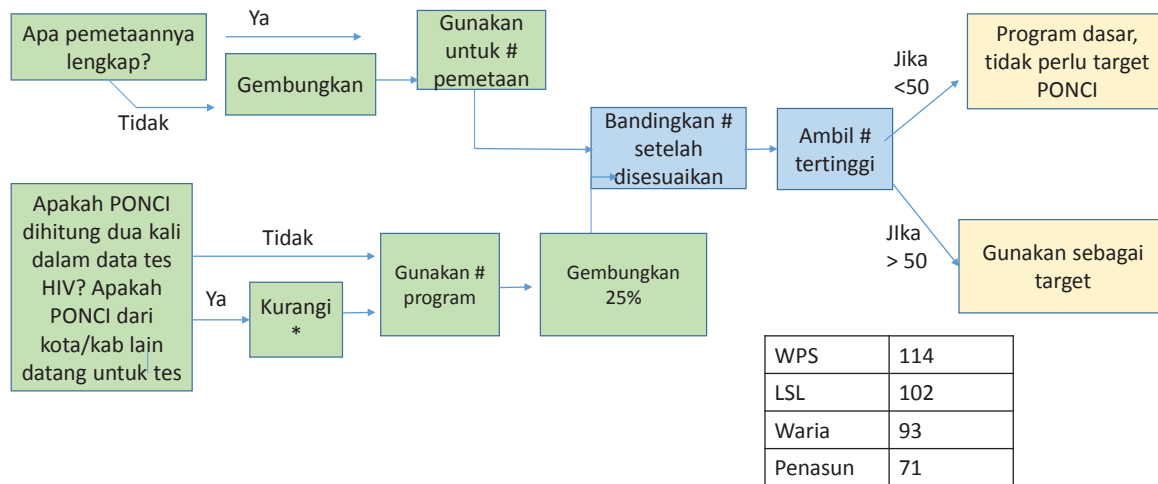 Apa pemetaannya
lengkap?
Ya
Tidak
Gembungkan
Gunakan
untuk #
pemetaan
Bandingkan #
setelah
disesuaikan
Ambil #
tertinggi
Jika
<50
Program dasar,
tidak perlu target
PONCI
JIka
> 50
Gunakan sebagai
target
Apakah PONCI
dihitung dua kali
dalam data tes
HIV? Apakah
PONCI dari
kota/kab lain
datang untuk tes
Tidak
Ya
Kurangi
*
Gunakan #
program
Gembungkan
25%
WPS 114
LSL 102
Waria 93
Penasun 71